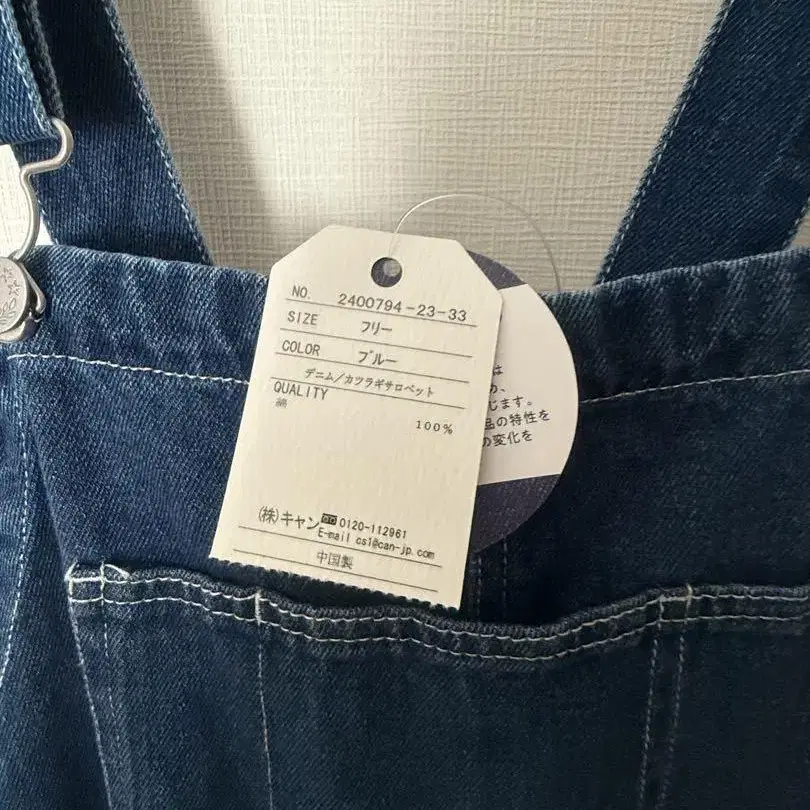 NO. 2400794-23-33
SIZE フリー
COLOR ブルー
デニム/カツラギサロペット
QUALITY
綿
100%
(株)キャン 0120-112961
E-mail cs1@can-jp.com
中国製
は
、
じます。
品の特性を
の変化を